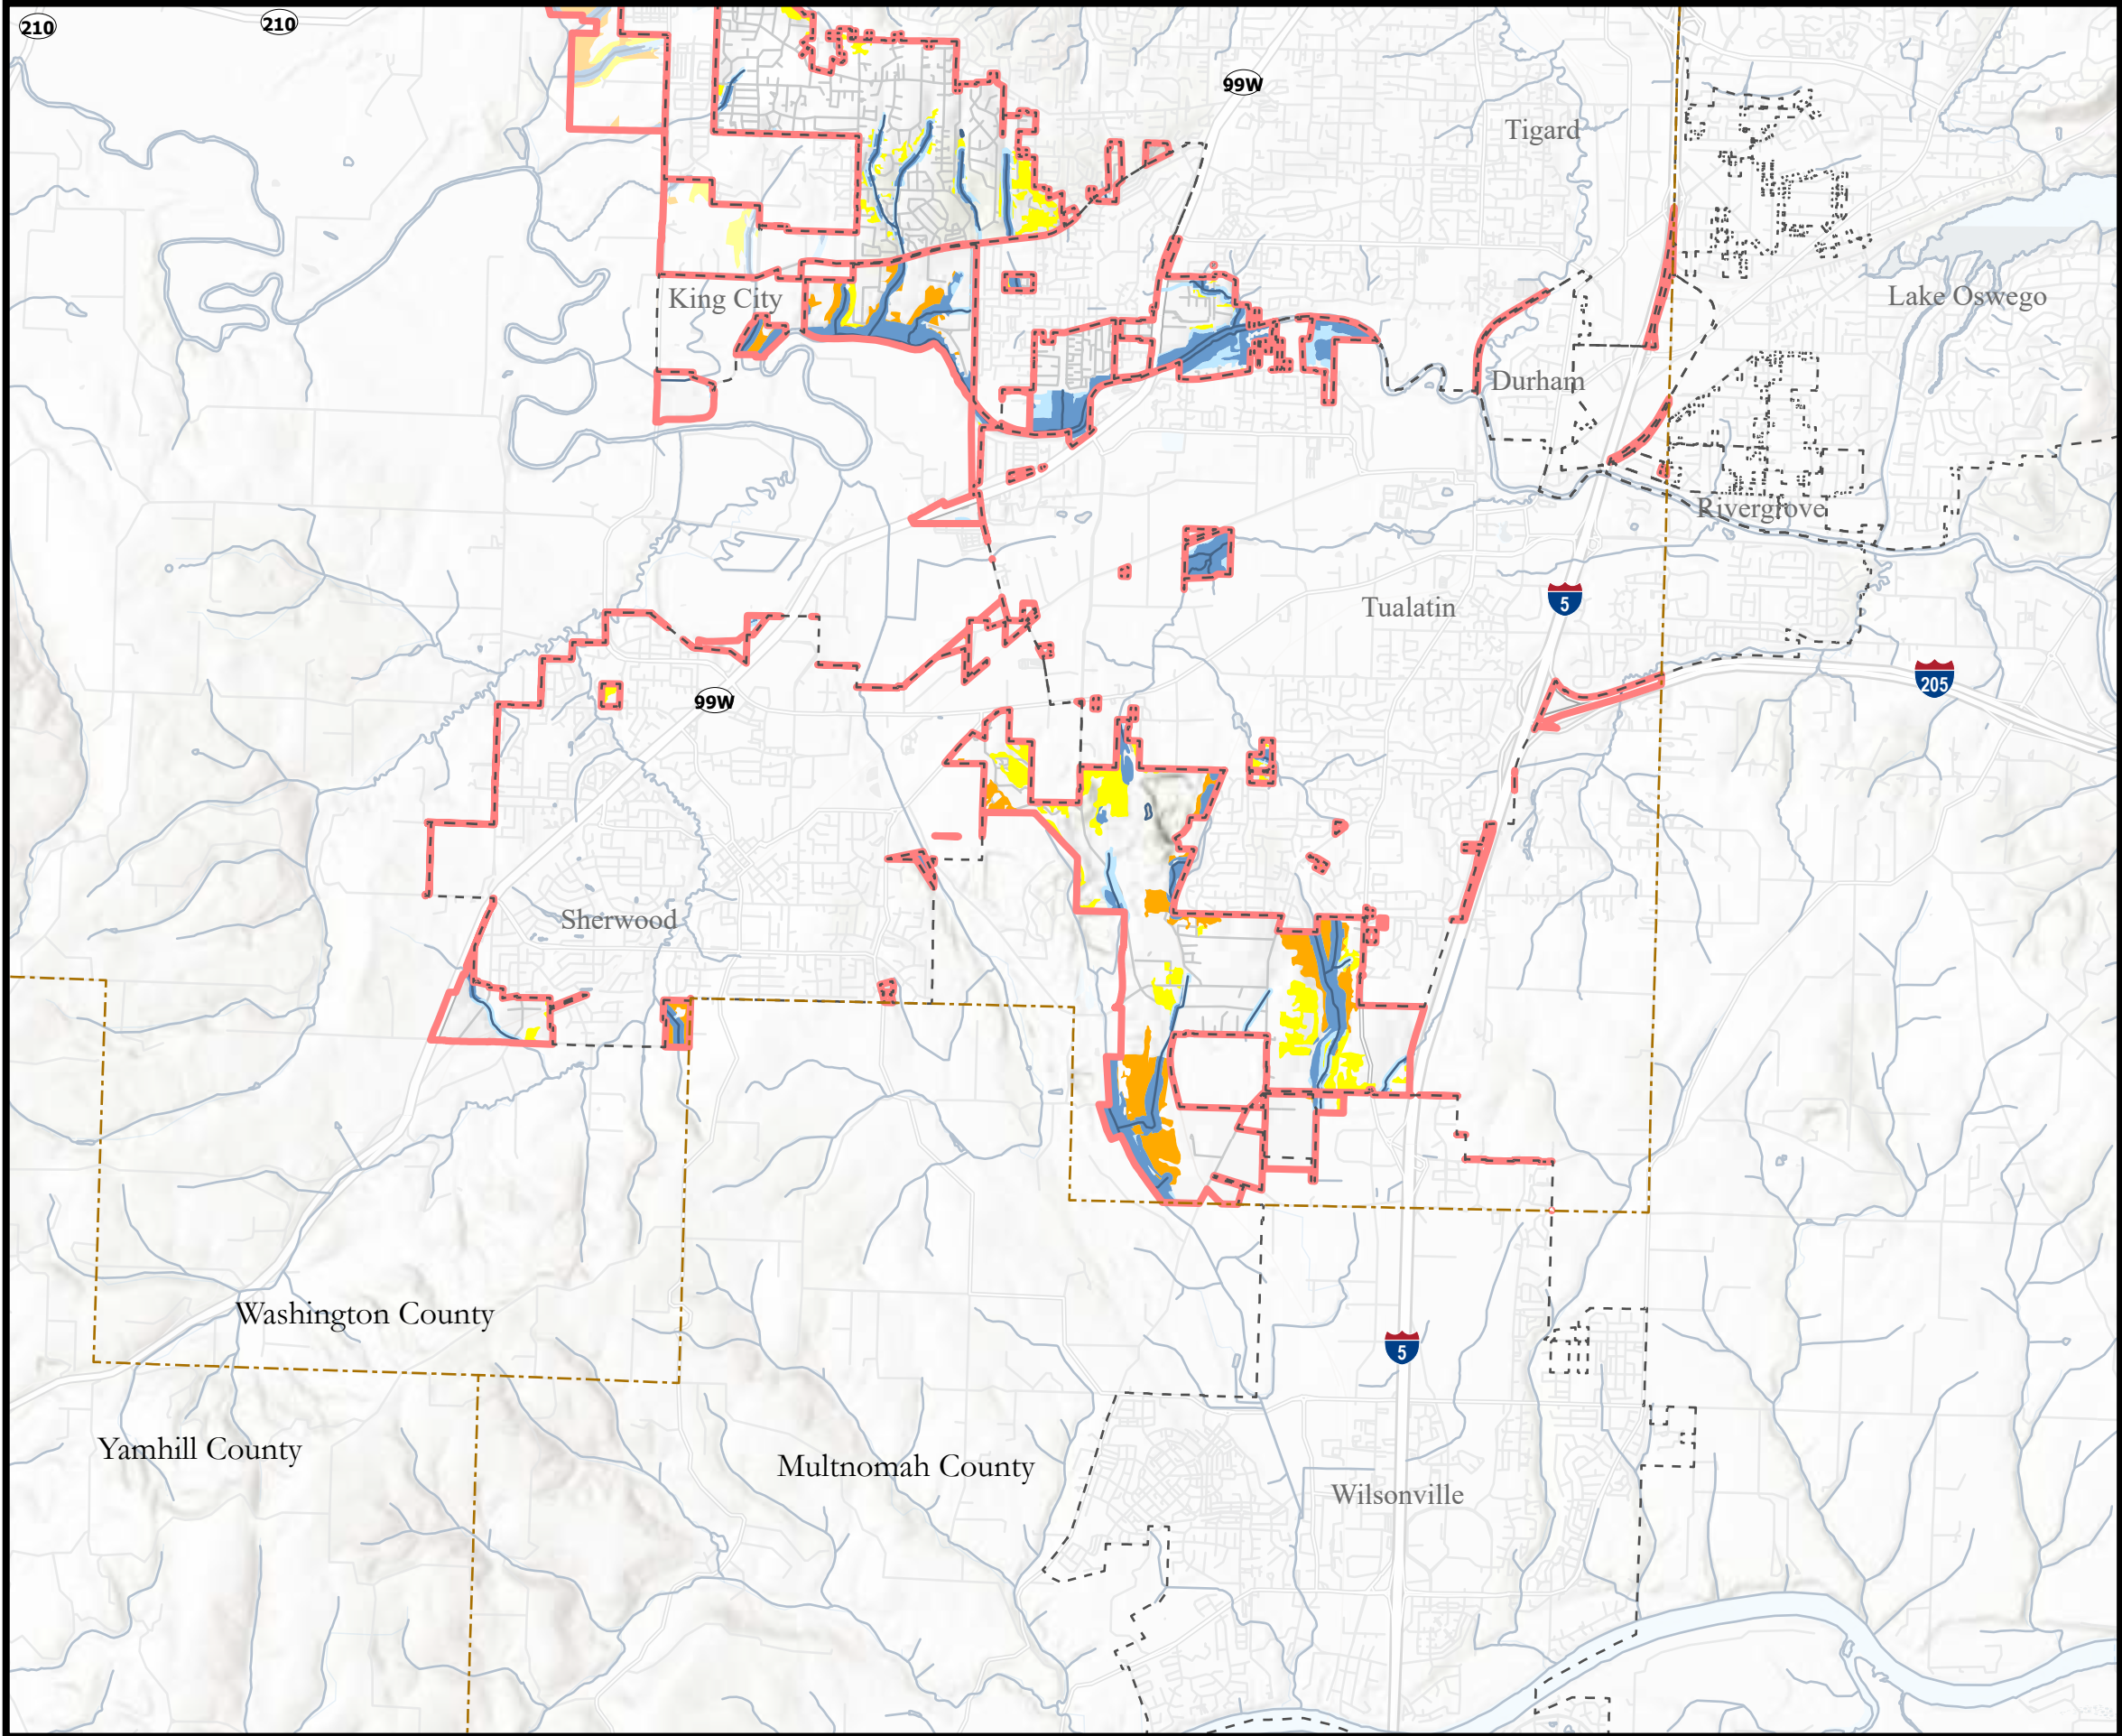 210
210
99W
Tigard
King City
Lake Oswego
Durham
Rivergrove
5
Tualatin
205
99W
Sherwood
Washington County
5
Yamhill County
Multnomah County
Wilsonville